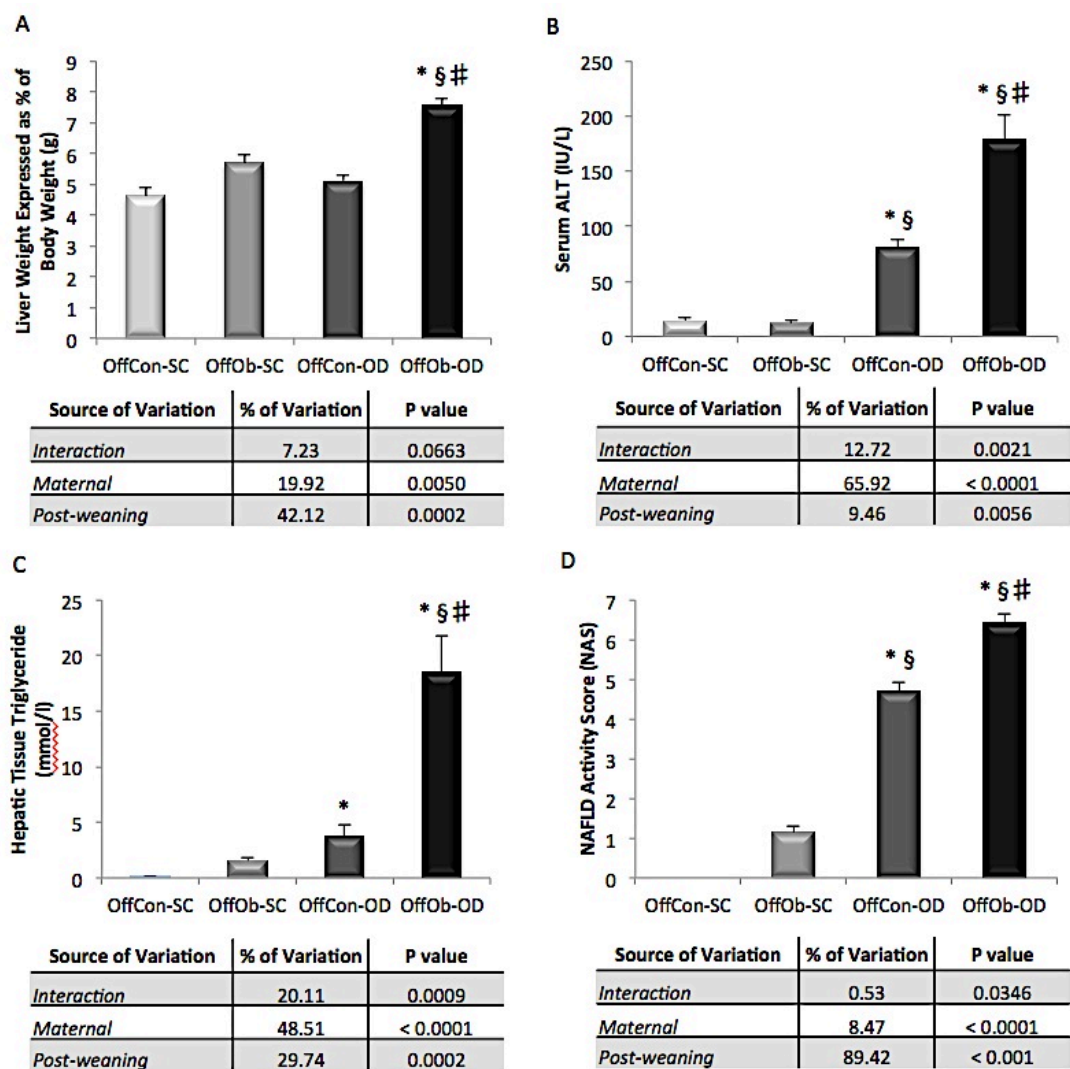 A
Liver Weight Expressed as % of
Body Weight (g)
9
8
7
6
5
4
3
2
1
0
* § #
OffCon-SC OffOb-SC OffCon-OD OffOb-OD
Source of Variation % of Variation P value
Interaction 7.23 0.0663
Maternal 19.92 0.0050
Post-weaning 42.12 0.0002
B
Serum ALT (IU/L)
250
200
150
100
50
0
* §
* § #
OffCon-SC OffOb-SC OffCon-OD OffOb-OD
Source of Variation % of Variation P value
Interaction 12.72 0.0021
Maternal 65.92 < 0.0001
Post-weaning 9.46 0.0056
C
Hepatic Tissue Triglyceride
(mmol/l)
25
20
15
10
5
0
*
* § #
OffCon-SC OffOb-SC OffCon-OD OffOb-OD
Source of Variation % of Variation P value
Interaction 20.11 0.0009
Maternal 48.51 < 0.0001
Post-weaning 29.74 0.0002
D
NAFLD Activity Score (NAS)
7
6
5
4
3
2
1
0
* §
* § #
OffCon-SC OffOb-SC OffCon-OD OffOb-OD
Source of Variation % of Variation P value
Interaction 0.53 0.0346
Maternal 8.47 < 0.0001
Post-weaning 89.42 < 0.001